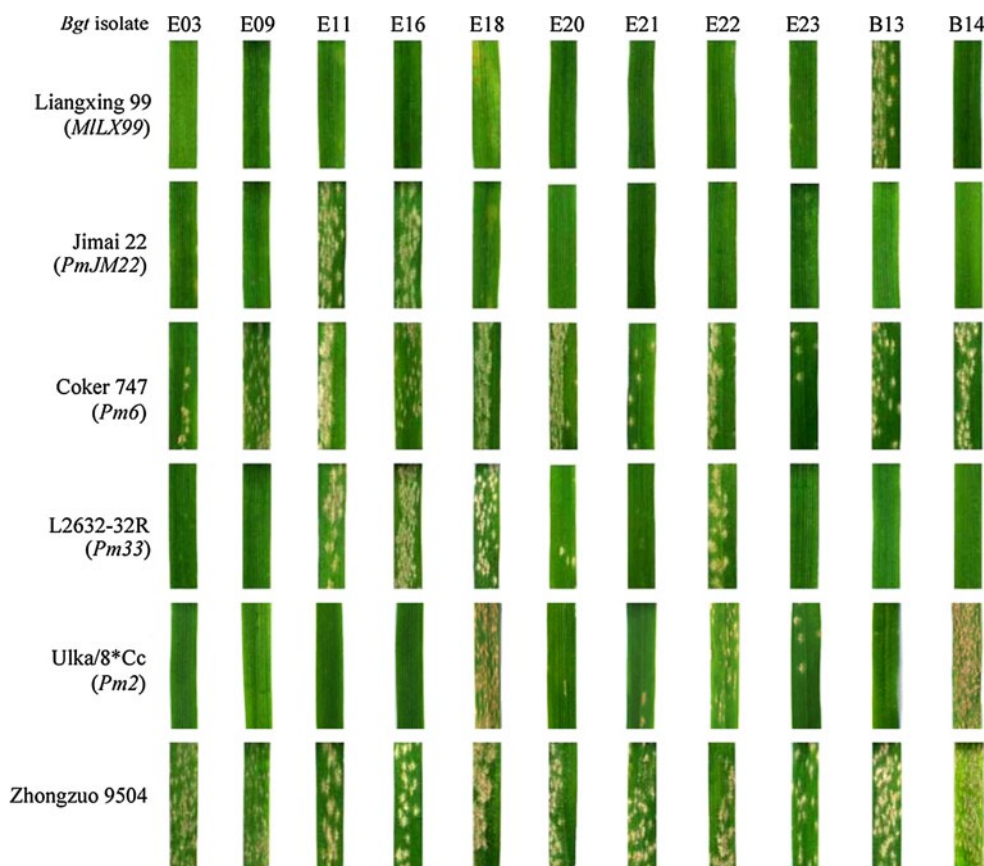 Bgt isolate E03 E09 E11 E16 E18 E20 E21 E22 E23 B13 B14
Liangxing 99
(MlLX99)
Jimai 22
(PmJM22)
Coker 747
(Pm6)
L2632-32R
(Pm33)
Ulka/8*Cc
(Pm2)
Zhongzuo 9504